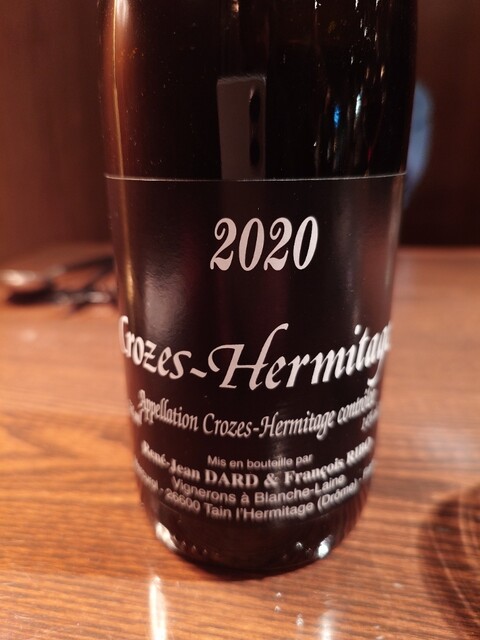 2020
Crozes-Hermitage
Appellation Crozes-Hermitage contrôlée
Mis en bouteille par
René-Jean DARD & François RIBO
Vignerons à Blanche-Laine
26600 Tain l'Hermitage (Drôme)